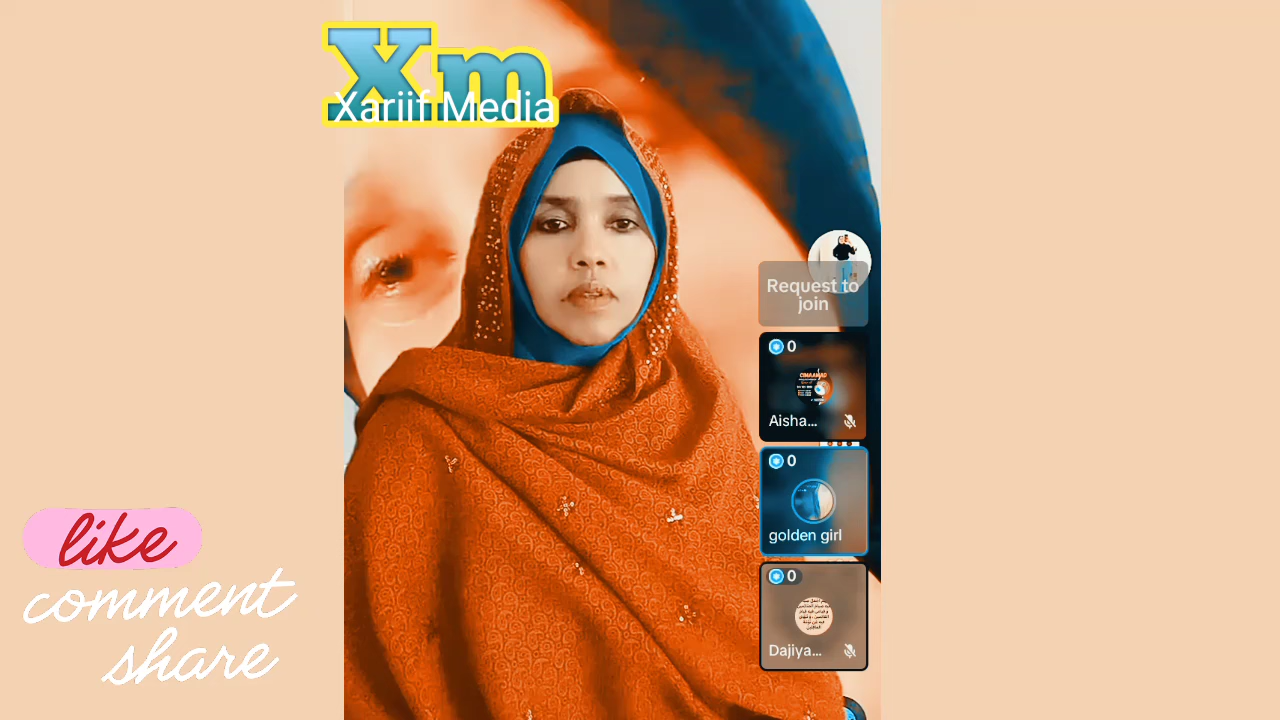 Xm
Xariif Media
Request to
join
0
Aisha...
0
golden girl
0
Dajiya...
like
comment
share